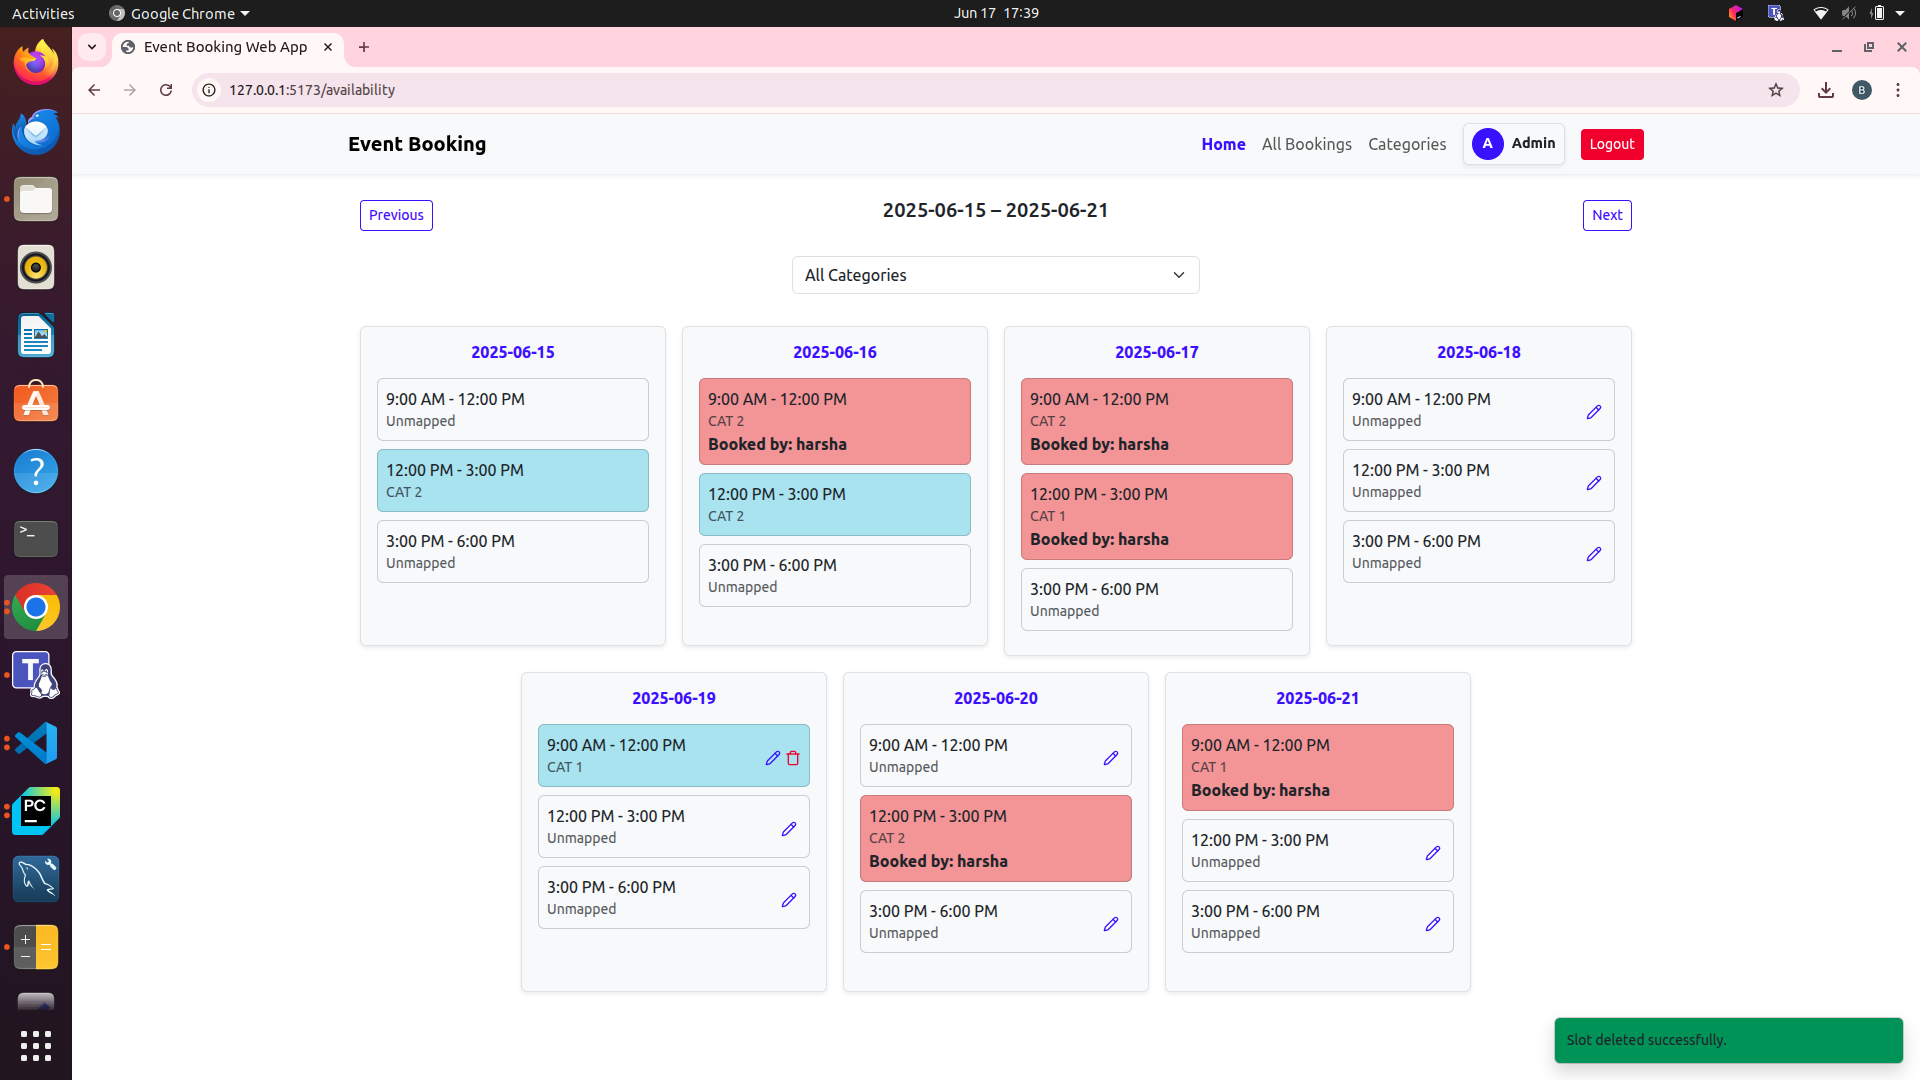 Activities
Google Chrome
Jun 17 17:39
Event Booking Web App
127.0.0.1:5173/availability
B
Event Booking
Home
All Bookings
Categories
A
Admin
Logout
Previous
2025-06-15 – 2025-06-21
Next
All Categories
2025-06-15
9:00 AM - 12:00 PM
Unmapped
12:00 PM - 3:00 PM
CAT 2
3:00 PM - 6:00 PM
Unmapped
2025-06-16
9:00 AM - 12:00 PM
CAT 2
Booked by: harsha
12:00 PM - 3:00 PM
CAT 2
3:00 PM - 6:00 PM
Unmapped
2025-06-17
9:00 AM - 12:00 PM
CAT 2
Booked by: harsha
12:00 PM - 3:00 PM
CAT 1
Booked by: harsha
3:00 PM - 6:00 PM
Unmapped
2025-06-18
9:00 AM - 12:00 PM
Unmapped
12:00 PM - 3:00 PM
Unmapped
3:00 PM - 6:00 PM
Unmapped
2025-06-19
9:00 AM - 12:00 PM
CAT 1
12:00 PM - 3:00 PM
Unmapped
3:00 PM - 6:00 PM
Unmapped
2025-06-20
9:00 AM - 12:00 PM
Unmapped
12:00 PM - 3:00 PM
CAT 2
Booked by: harsha
3:00 PM - 6:00 PM
Unmapped
2025-06-21
9:00 AM - 12:00 PM
CAT 1
Booked by: harsha
12:00 PM - 3:00 PM
Unmapped
3:00 PM - 6:00 PM
Unmapped
Slot deleted successfully.